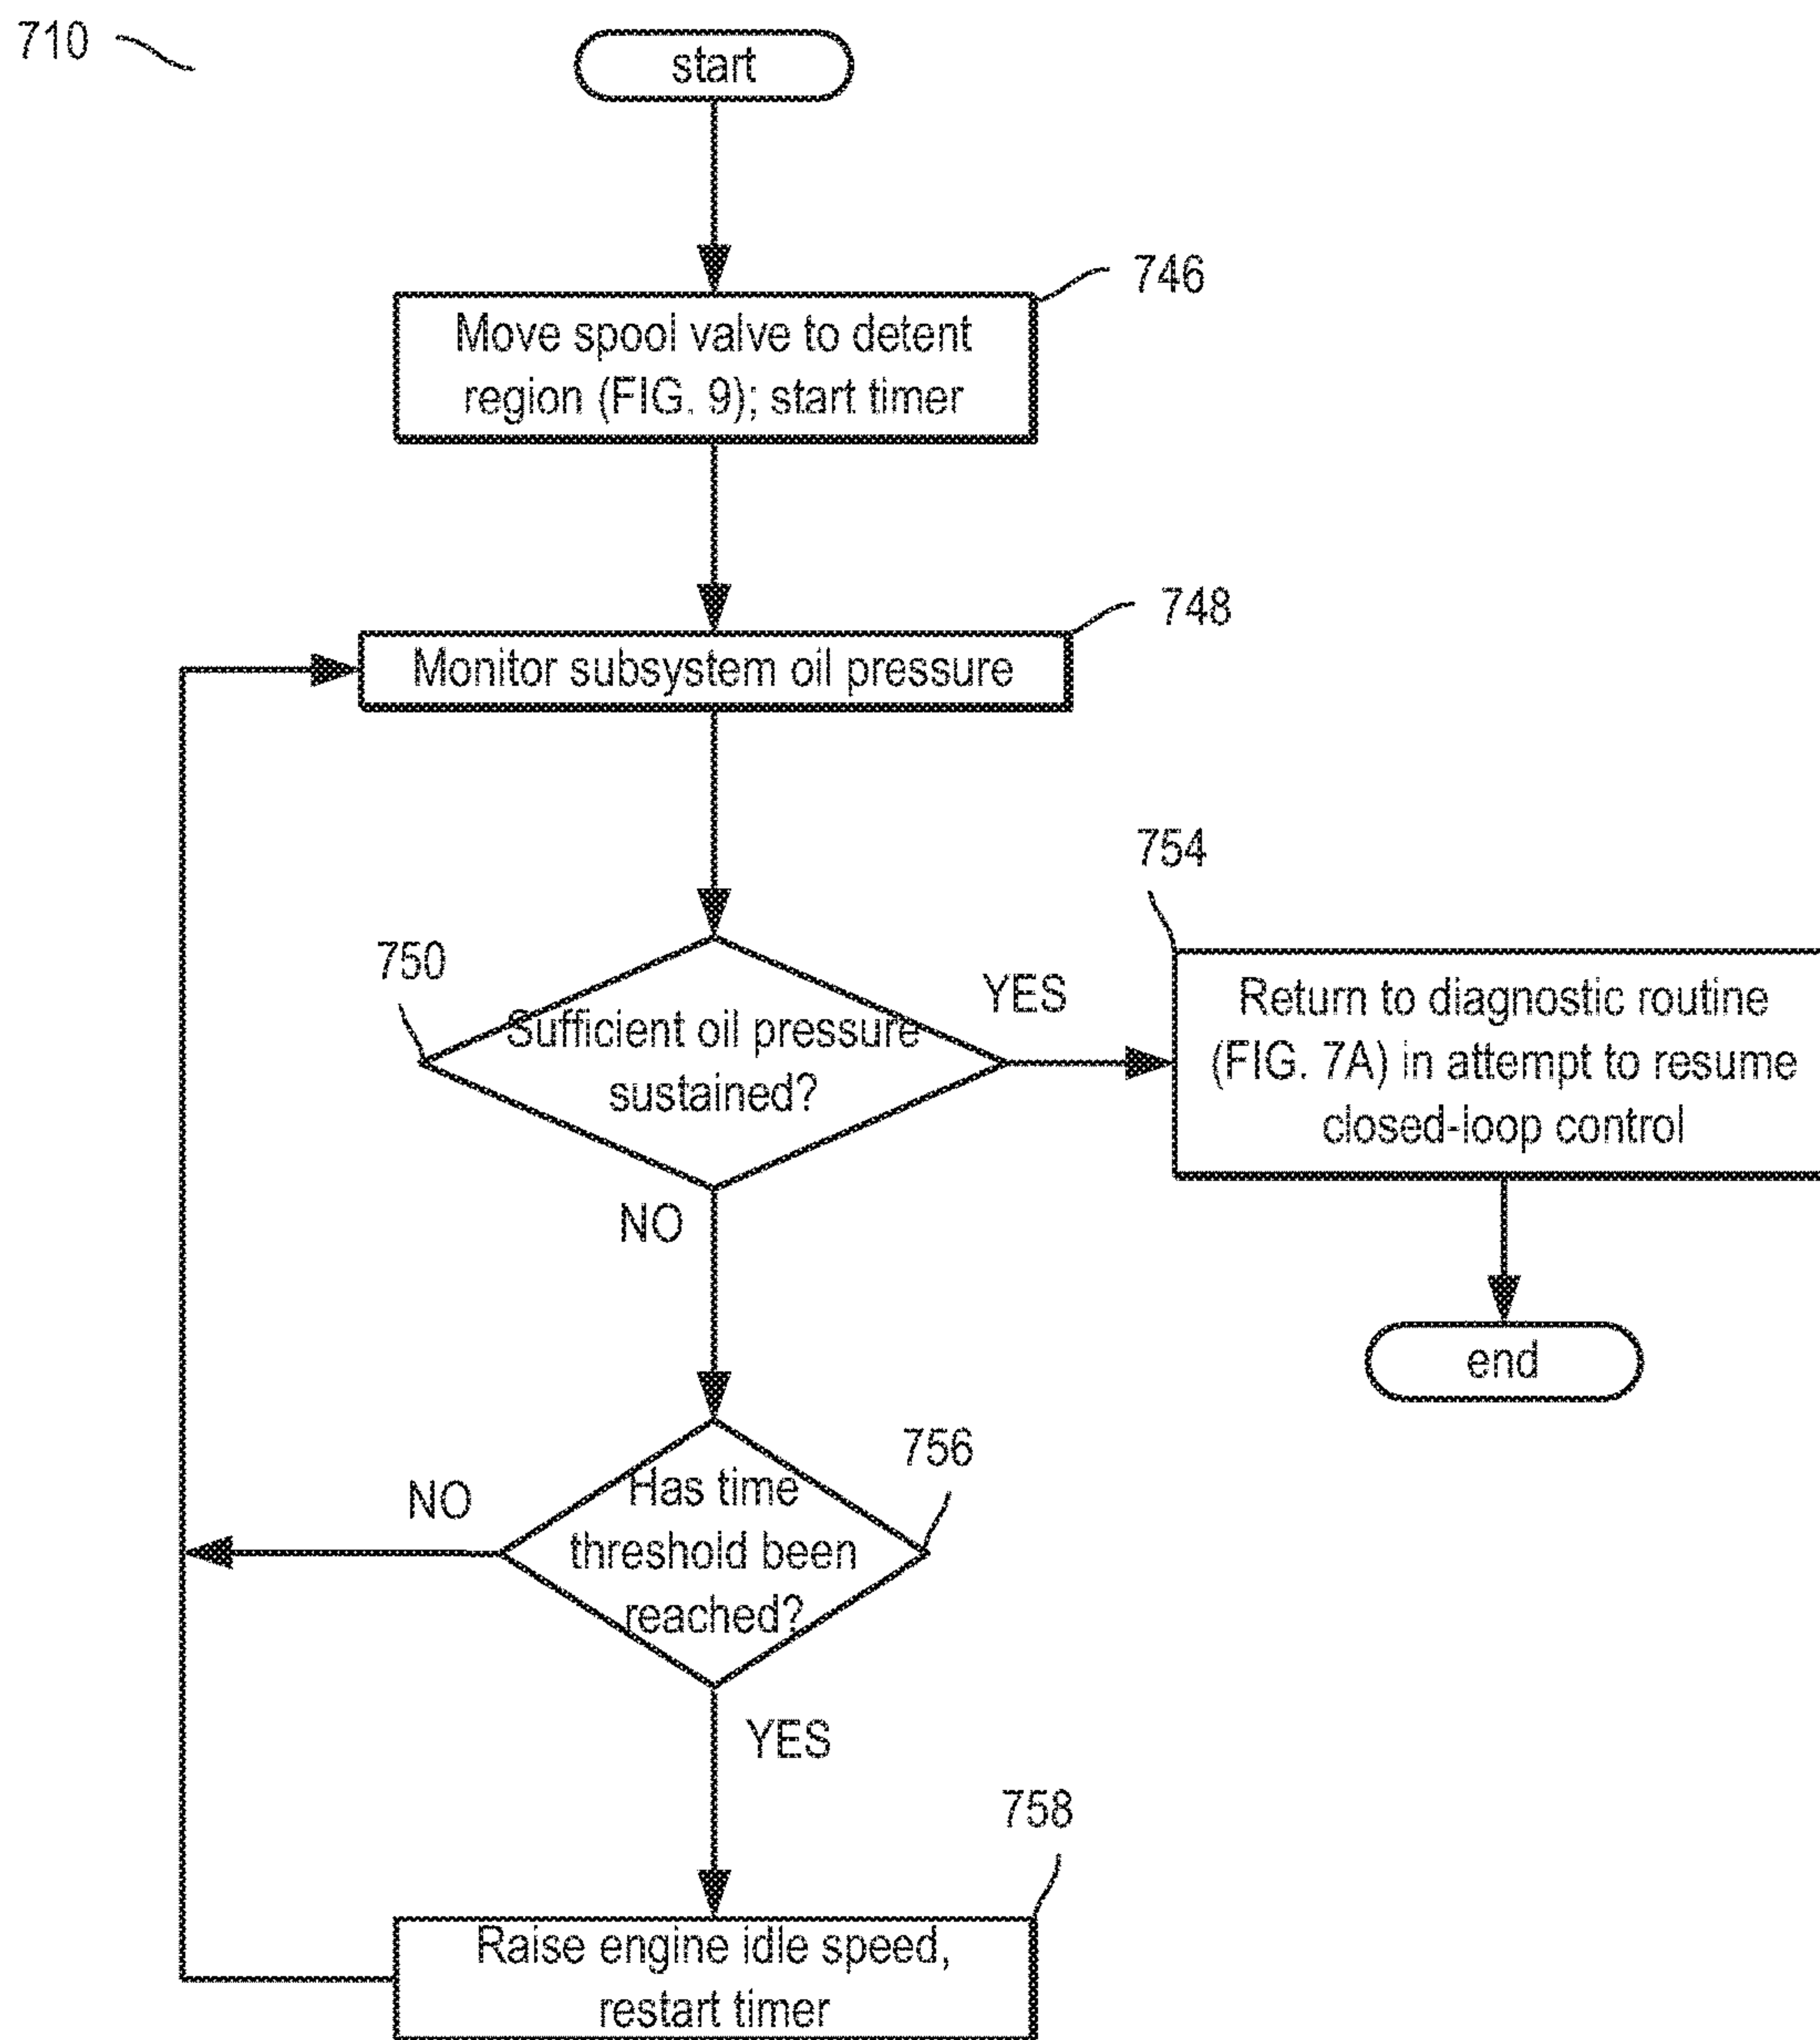 710
start
746
Move spool valve to detent
region (FIG. 9); start timer
748
Monitor subsystem oil pressure
754
750
YES
Sufficient oil pressure
sustained?
Return to diagnostic routine
(FIG. 7A) in attempt to resume
closed-loop control
NO
end
756
NO
Has time
threshold been
reached?
YES
758
Raise engine idle speed,
restart timer